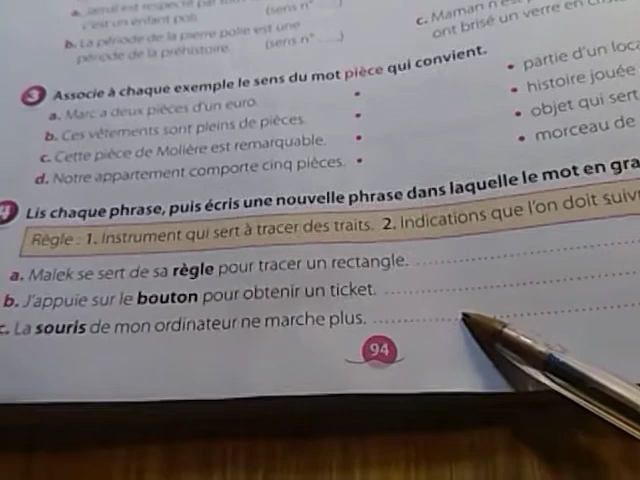 c'est un enfant poli. (sens n°
b. La période de la pierre polie est une
période de la préhistoire. (sens n° ....)
c. Maman n'es
ont brisé un verre en
3 Associe à chaque exemple le sens du mot pièce qui convient.
a. Marc a deux pièces d'un euro.
b. Ces vêtements sont pleins de pièces.
c. Cette pièce de Molière est remarquable.
d. Notre appartement comporte cinq pièces.
partie d'un loca
histoire jouée
objet qui sert
morceau de
4 Lis chaque phrase, puis écris une nouvelle phrase dans laquelle le mot en gra
Règle : 1. Instrument qui sert à tracer des traits. 2. Indications que l'on doit suiv
a. Malek se sert de sa règle pour tracer un rectangle.
b. J'appuie sur le bouton pour obtenir un ticket.
c. La souris de mon ordinateur ne marche plus.
94